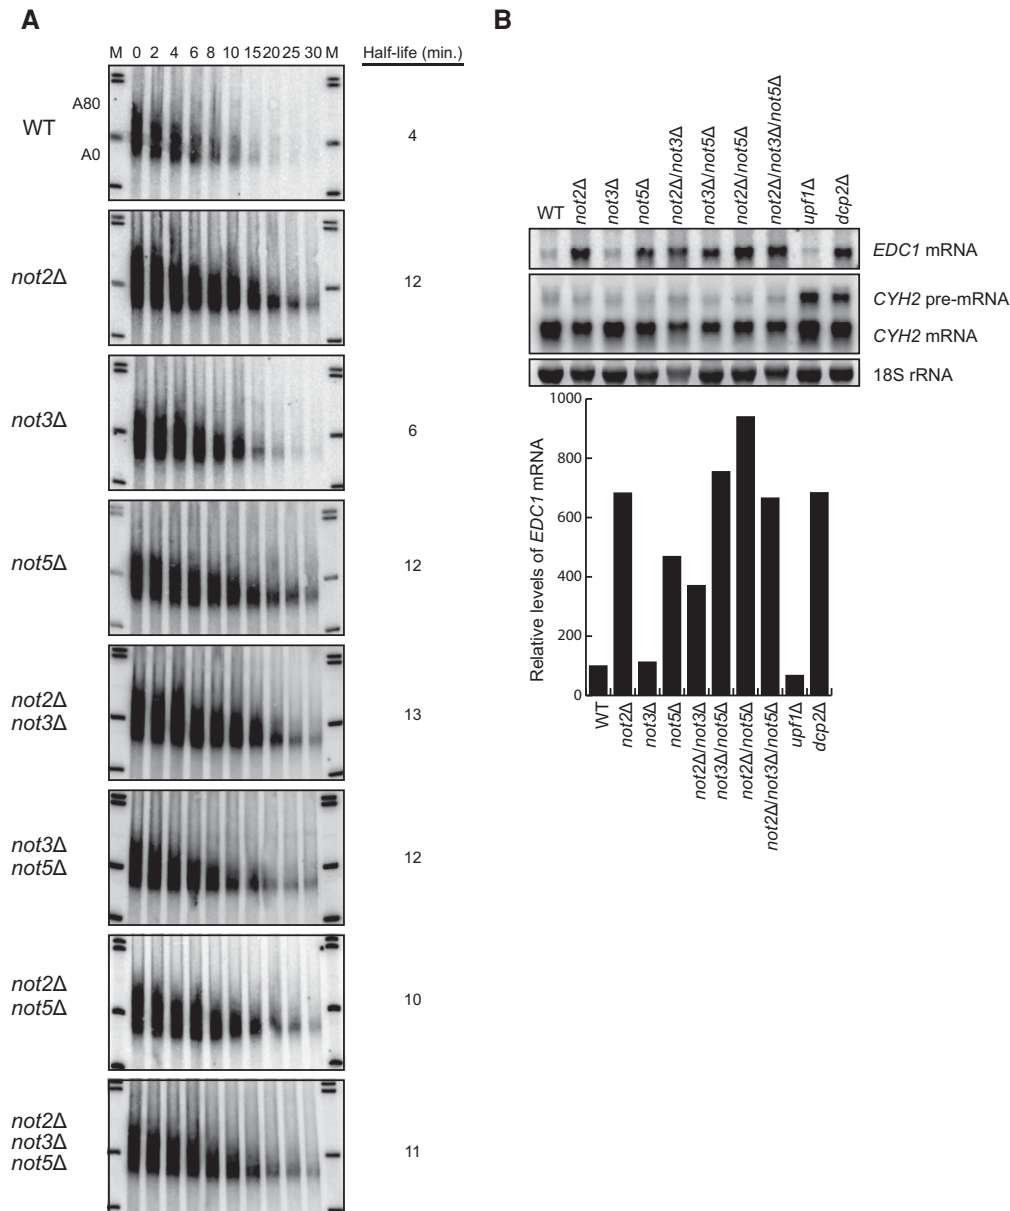 A
M 0 2 4 6 8 10 15 20 25 30 M
Half-life (min.)
A80
WT
A0
4
not2Δ
12
not3Δ
6
not5Δ
12
not2Δ
not3Δ
13
not3Δ
not5Δ
12
not2Δ
not5Δ
10
not2Δ
not3Δ
not5Δ
11
B
WT
not2Δ
not3Δ
not5Δ
not2Δ/not3Δ
not3Δ/not5Δ
not2Δ/not5Δ
not2Δ/not3Δ/not5Δ
upf1Δ
dcp2Δ
EDC1 mRNA
CYH2 pre-mRNA
CYH2 mRNA
18S rRNA
Relative levels of EDC1 mRNA
1000
800
600
400
200
0
WT
not2Δ
not3Δ
not5Δ
not2Δ/not3Δ
not3Δ/not5Δ
not2Δ/not5Δ
not2Δ/not3Δ/not5Δ
upf1Δ
dcp2Δ